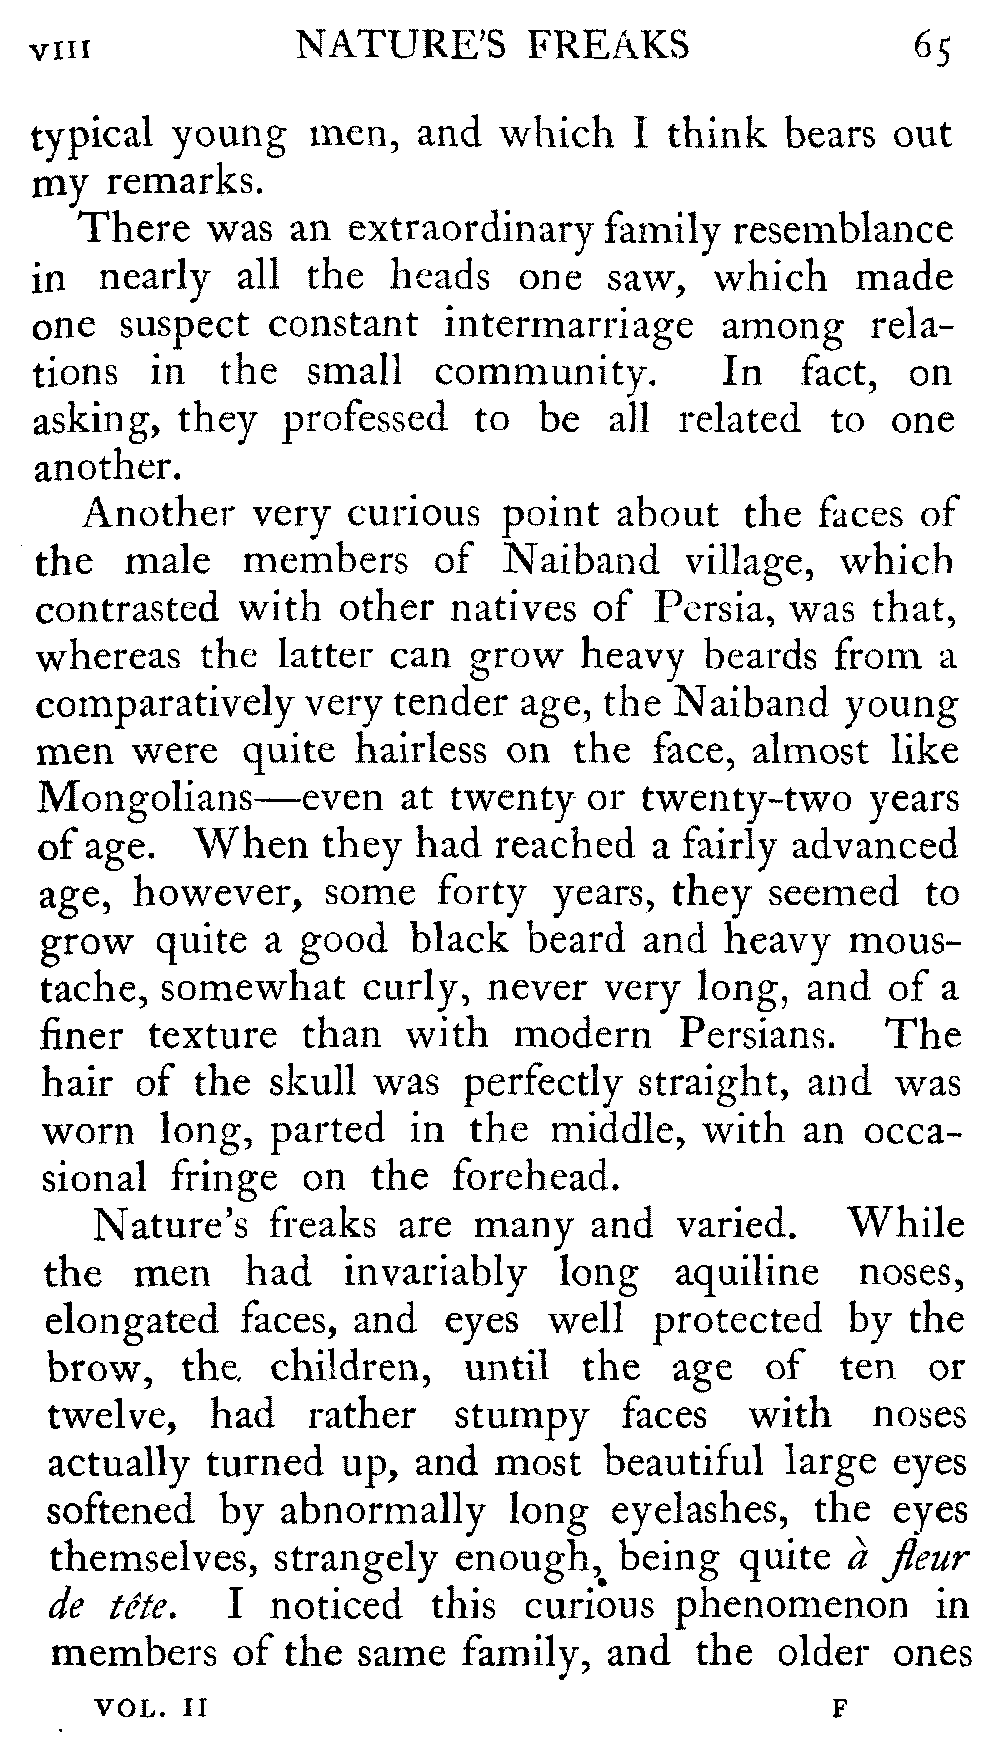 VIII NATURE'S FREAKS 65
typical young men, and which I think bears out
my remarks.
There was an extraordinary family resemblance
in nearly all the heads one saw, which made
one suspect constant intermarriage among rela-
tions in the small community. In fact, on
asking, they professed to be all related to one
another.
Another very curious point about the faces of
the male members of Naiband village, which
contrasted with other natives of Persia, was that,
whereas the latter can grow heavy beards from a
comparatively very tender age, the Naiband young
men were quite hairless on the face, almost like
Mongolians—even at twenty or twenty-two years
of age. When they had reached a fairly advanced
age, however, some forty years, they seemed to
grow quite a good black beard and heavy mous-
tache, somewhat curly, never very long, and of a
finer texture than with modern Persians. The
hair of the skull was perfectly straight, and was
worn long, parted in the middle, with an occa-
sional fringe on the forehead.
Nature's freaks are many and varied. While
the men had invariably long aquiline noses,
elongated faces, and eyes well protected by the
brow, the children, until the age of ten or
twelve, had rather stumpy faces with noses
actually turned up, and most beautiful large eyes
softened by abnormally long eyelashes, the eyes
themselves, strangely enough, being quite à fleur
de tête. I noticed this curious phenomenon in
members of the same family, and the older ones
VOL. II F